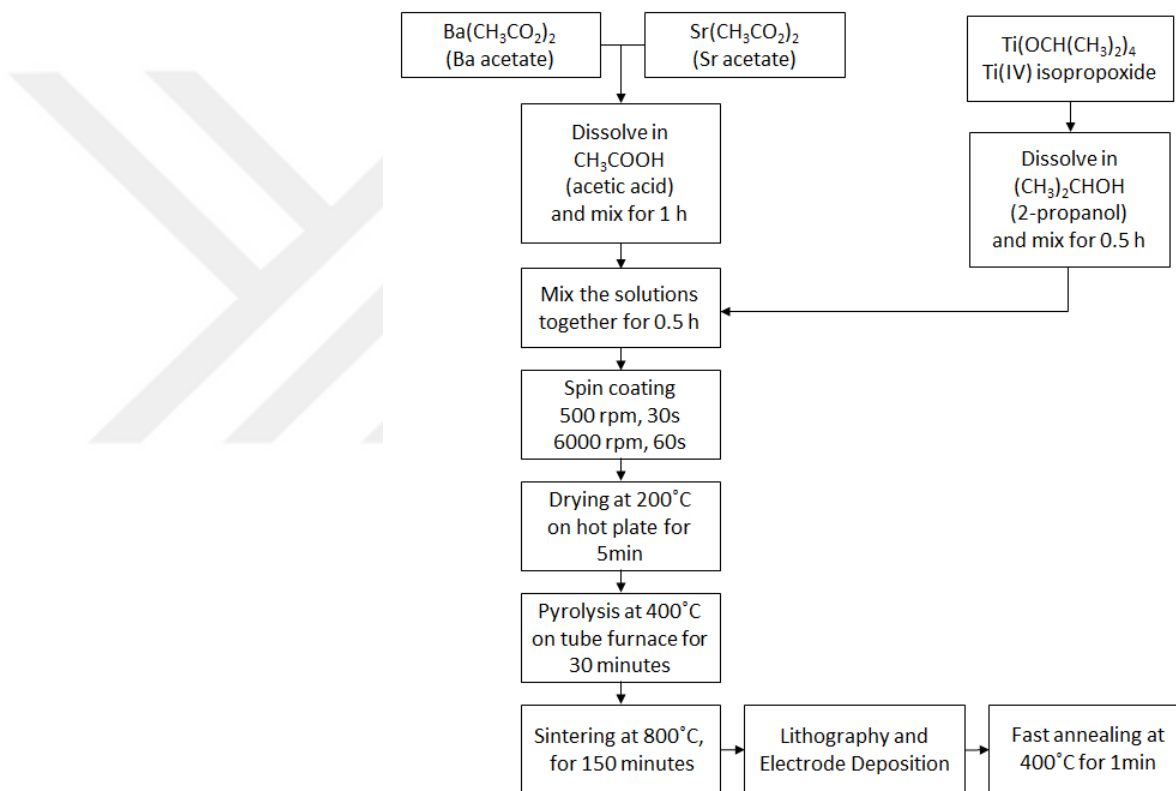 Ba(CH₃CO₂)₂
(Ba acetate)
Sr(CH₃CO₂)₂
(Sr acetate)
Ti(OCH(CH₃)₂)₄
Ti(IV) isopropoxide
Dissolve in
CH₃COOH
(acetic acid)
and mix for 1 h
Dissolve in
(CH₃)₂CHOH
(2-propanol)
and mix for 0.5 h
Mix the solutions
together for 0.5 h
Spin coating
500 rpm, 30s
6000 rpm, 60s
Drying at 200˚C
on hot plate for
5min
Pyrolysis at 400˚C
on tube furnace for
30 minutes
Sintering at 800˚C,
for 150 minutes
Lithography and
Electrode Deposition
Fast annealing at
400˚C for 1min